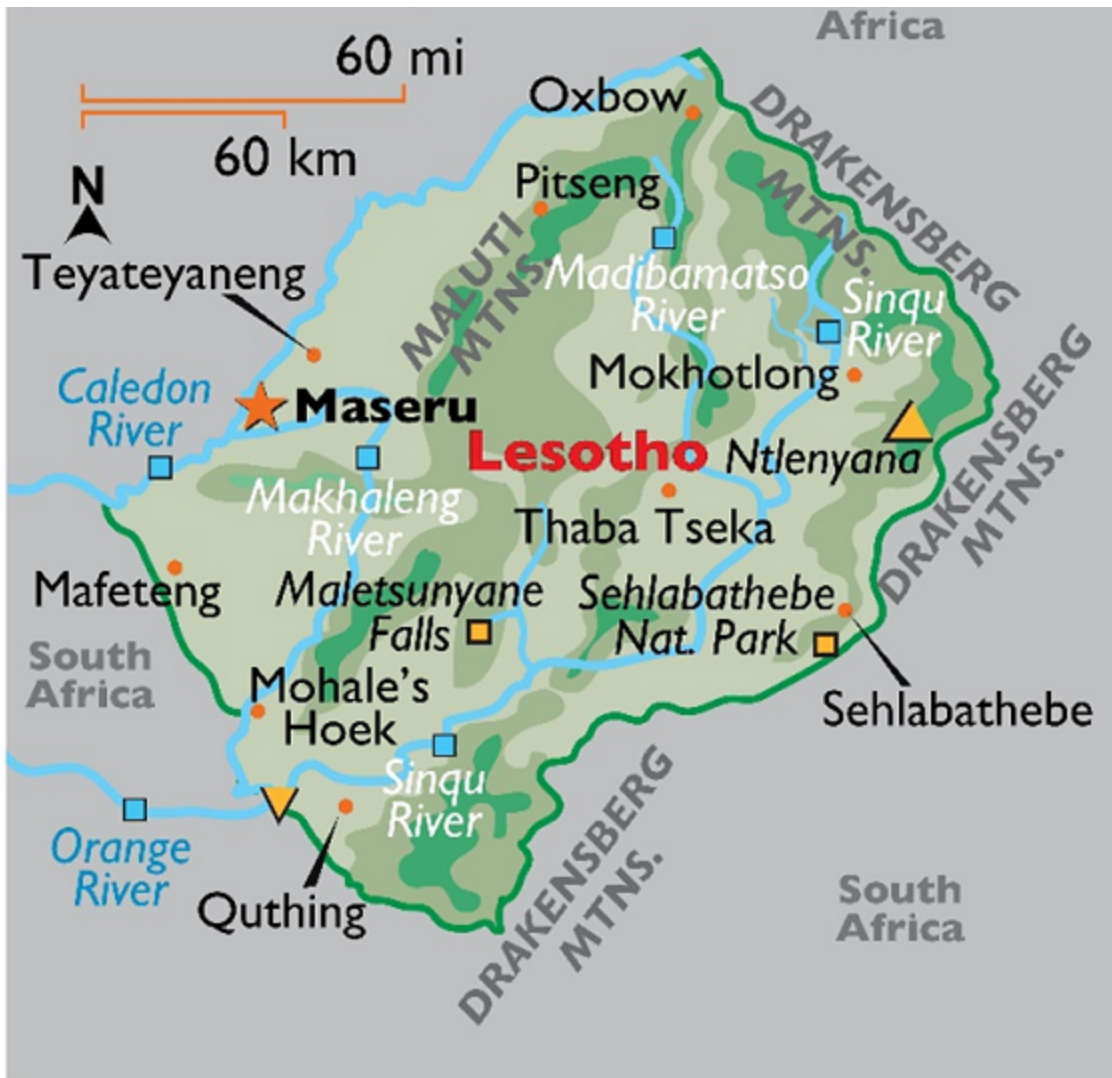 Africa
60 mi
Oxbow
DRAKENSBERG
MTNS.
60 km
N
Pitseng
MALUTI
MTNS.
Teyateyaneng
Madibamatso
River
Sinqu
River
Mokhotlong
DRAKENSBERG
MTNS.
Caledon
River
Maseru
Lesotho
Ntlenyana
Makhaleng
River
Thaba Tseka
Mafeteng
Maletsunyane
Falls
Sehlabathebe
Nat. Park
South
Africa
Mohale's
Hoek
Sehlabathebe
Sinqu
River
DRAKENSBERG
MTNS.
Orange
River
Quthing
South
Africa